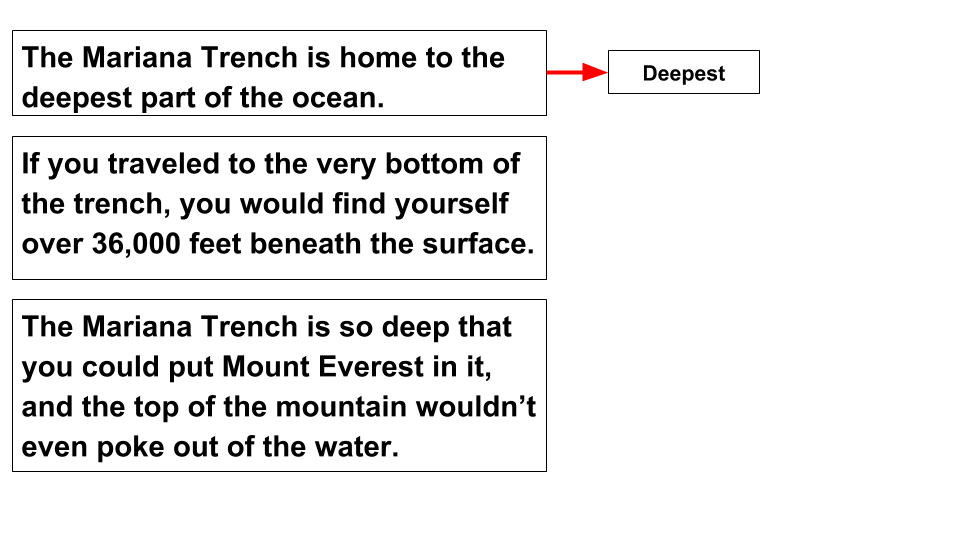 The Mariana Trench is home to the
deepest part of the ocean.
Deepest
If you traveled to the very bottom of
the trench, you would find yourself
over 36,000 feet beneath the surface.
The Mariana Trench is so deep that
you could put Mount Everest in it,
and the top of the mountain wouldn’t
even poke out of the water.